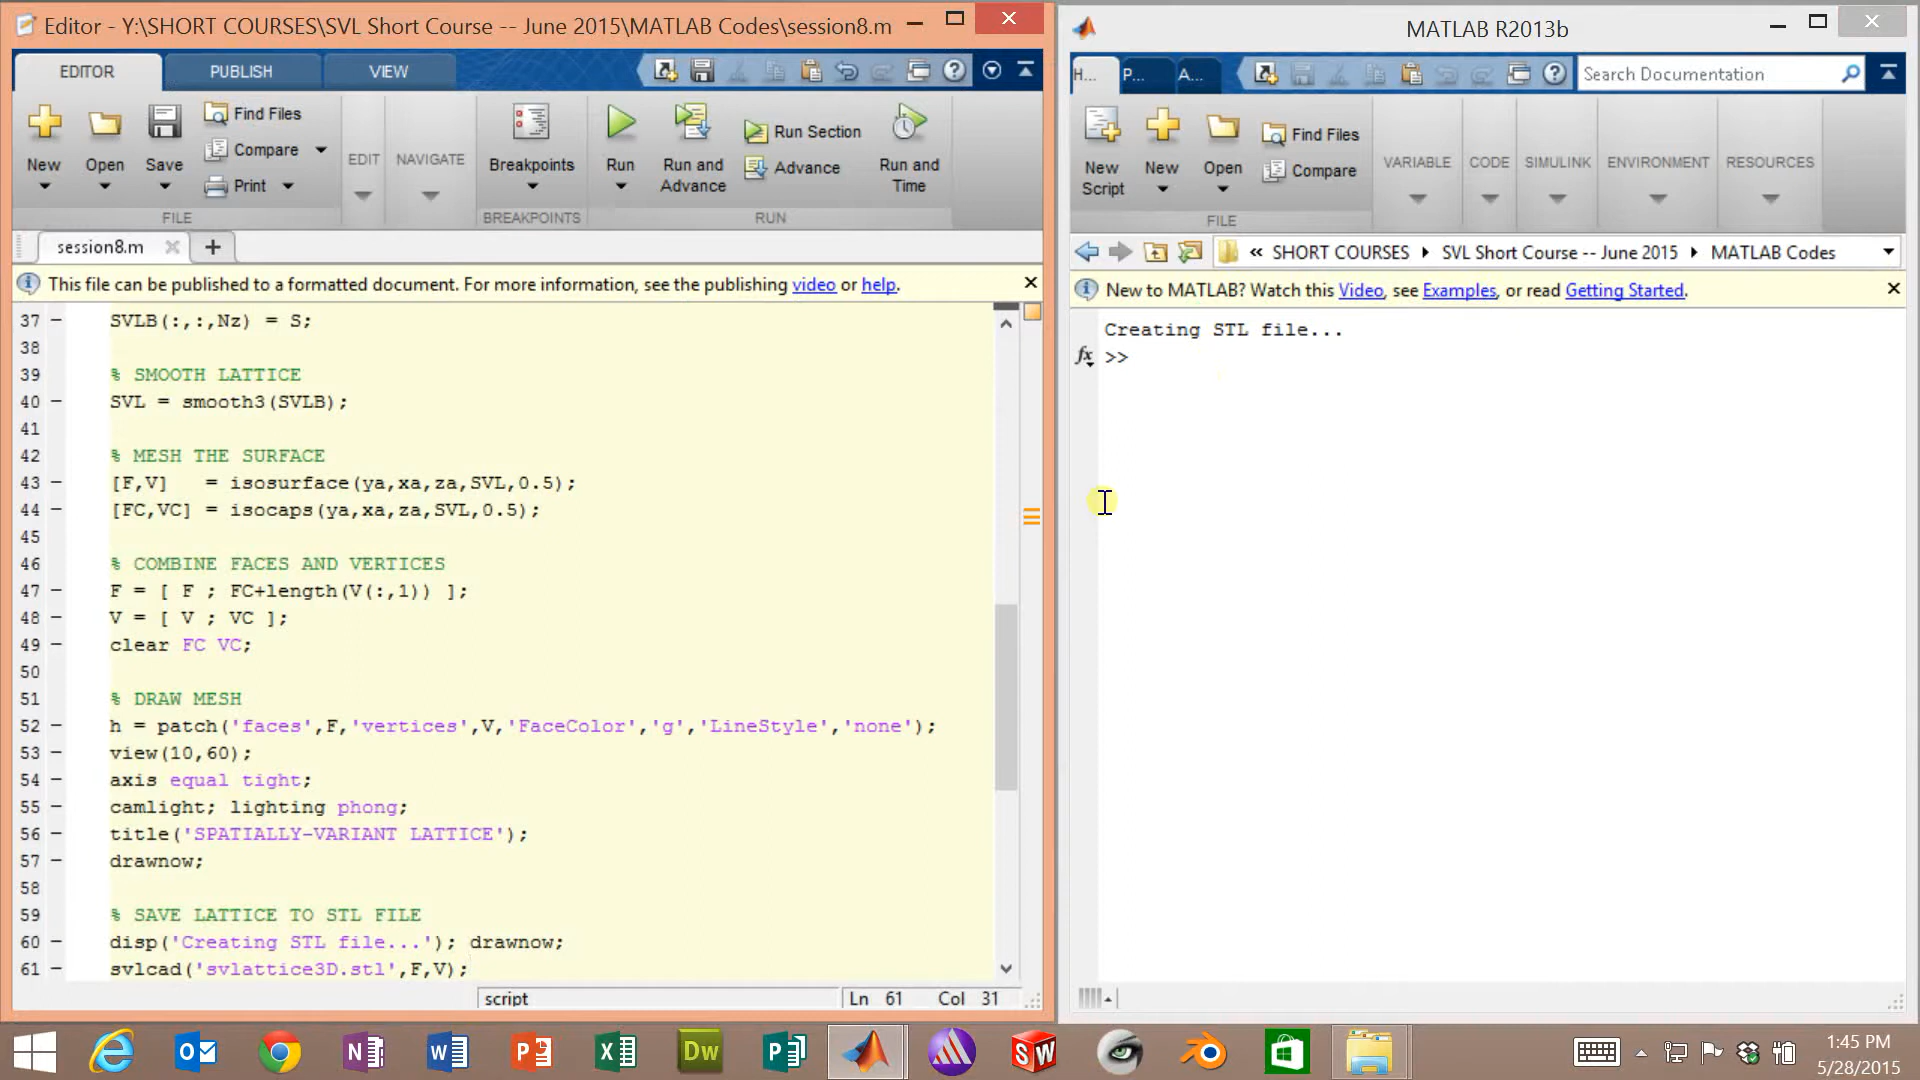 Editor - Y:\SHORT COURSES\SVL Short Course -- June 2015\MATLAB Codes\session8.m
EDITOR PUBLISH VIEW
New
Open
Save
Find Files
Compare
Print
FILE
EDIT
NAVIGATE
Breakpoints
BREAKPOINTS
Run
Run and Advance
Run Section
Advance
Run and Time
RUN
session8.m
This file can be published to a formatted document. For more information, see the publishing video or help.
37 - SVLB(:,:,Nz) = S;
38
39 % SMOOTH LATTICE
40 - SVL = smooth3(SVLB);
41
42 % MESH THE SURFACE
43 - [F,V]   = isosurface(ya,xa,za,SVL,0.5);
44 - [FC,VC] = isocaps(ya,xa,za,SVL,0.5);
45
46 % COMBINE FACES AND VERTICES
47 - F = [ F ; FC+length(V(:,1)) ];
48 - V = [ V ; VC ];
49 - clear FC VC;
50
51 % DRAW MESH
52 - h = patch('faces',F,'vertices',V,'FaceColor','g','LineStyle','none');
53 - view(10,60);
54 - axis equal tight;
55 - camlight; lighting phong;
56 - title('SPATIALLY-VARIANT LATTICE');
57 - drawnow;
58
59 % SAVE LATTICE TO STL FILE
60 - disp('Creating STL file...'); drawnow;
61 - svlcad('svlattice3D.stl',F,V);
script Ln 61 Col 31
MATLAB R2013b
H... P... A...
Search Documentation
New Script
New
Open
Find Files
Compare
FILE
VARIABLE
CODE
SIMULINK
ENVIRONMENT
RESOURCES
« SHORT COURSES SVL Short Course -- June 2015 MATLAB Codes
New to MATLAB? Watch this Video, see Examples, or read Getting Started.
Creating STL file...
fx >>
1:45 PM
5/28/2015